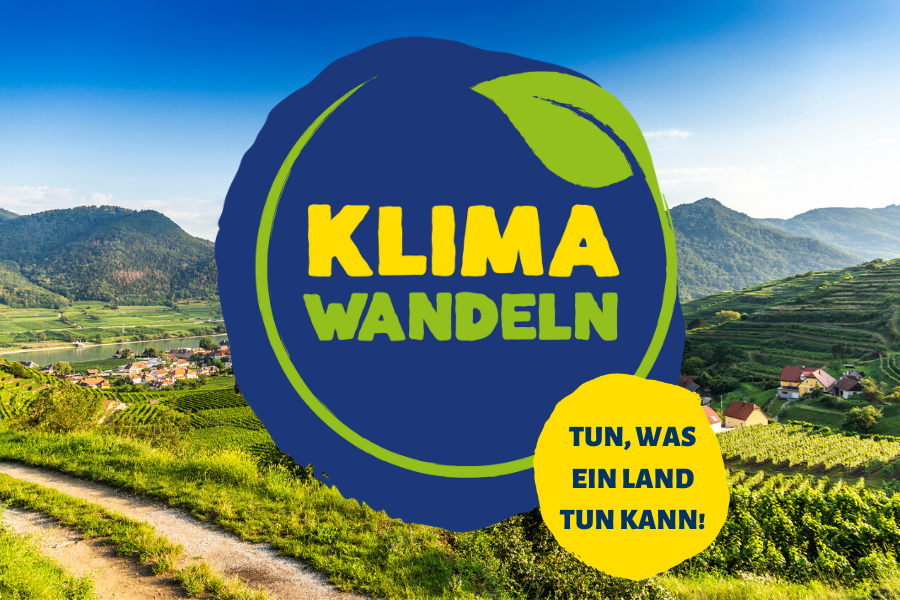 KLIMA
WANDELN
TUN, WAS
EIN LAND
TUN KANN!